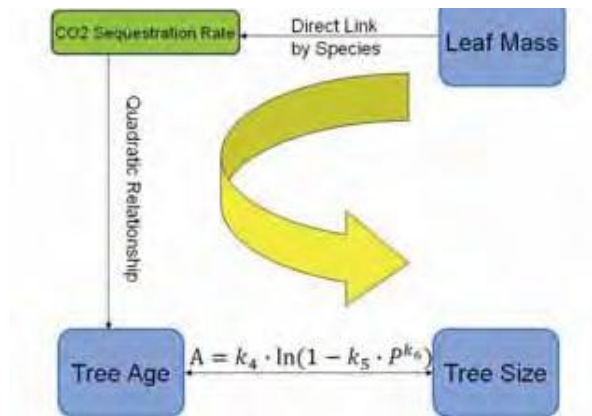 CO2 Sequestration Rate
Direct Link
by Species
Leaf Mass
Quadratic Relationship
Tree Age
A = k₄ · ln(1 − k₅ · P^{k₆})
Tree Size